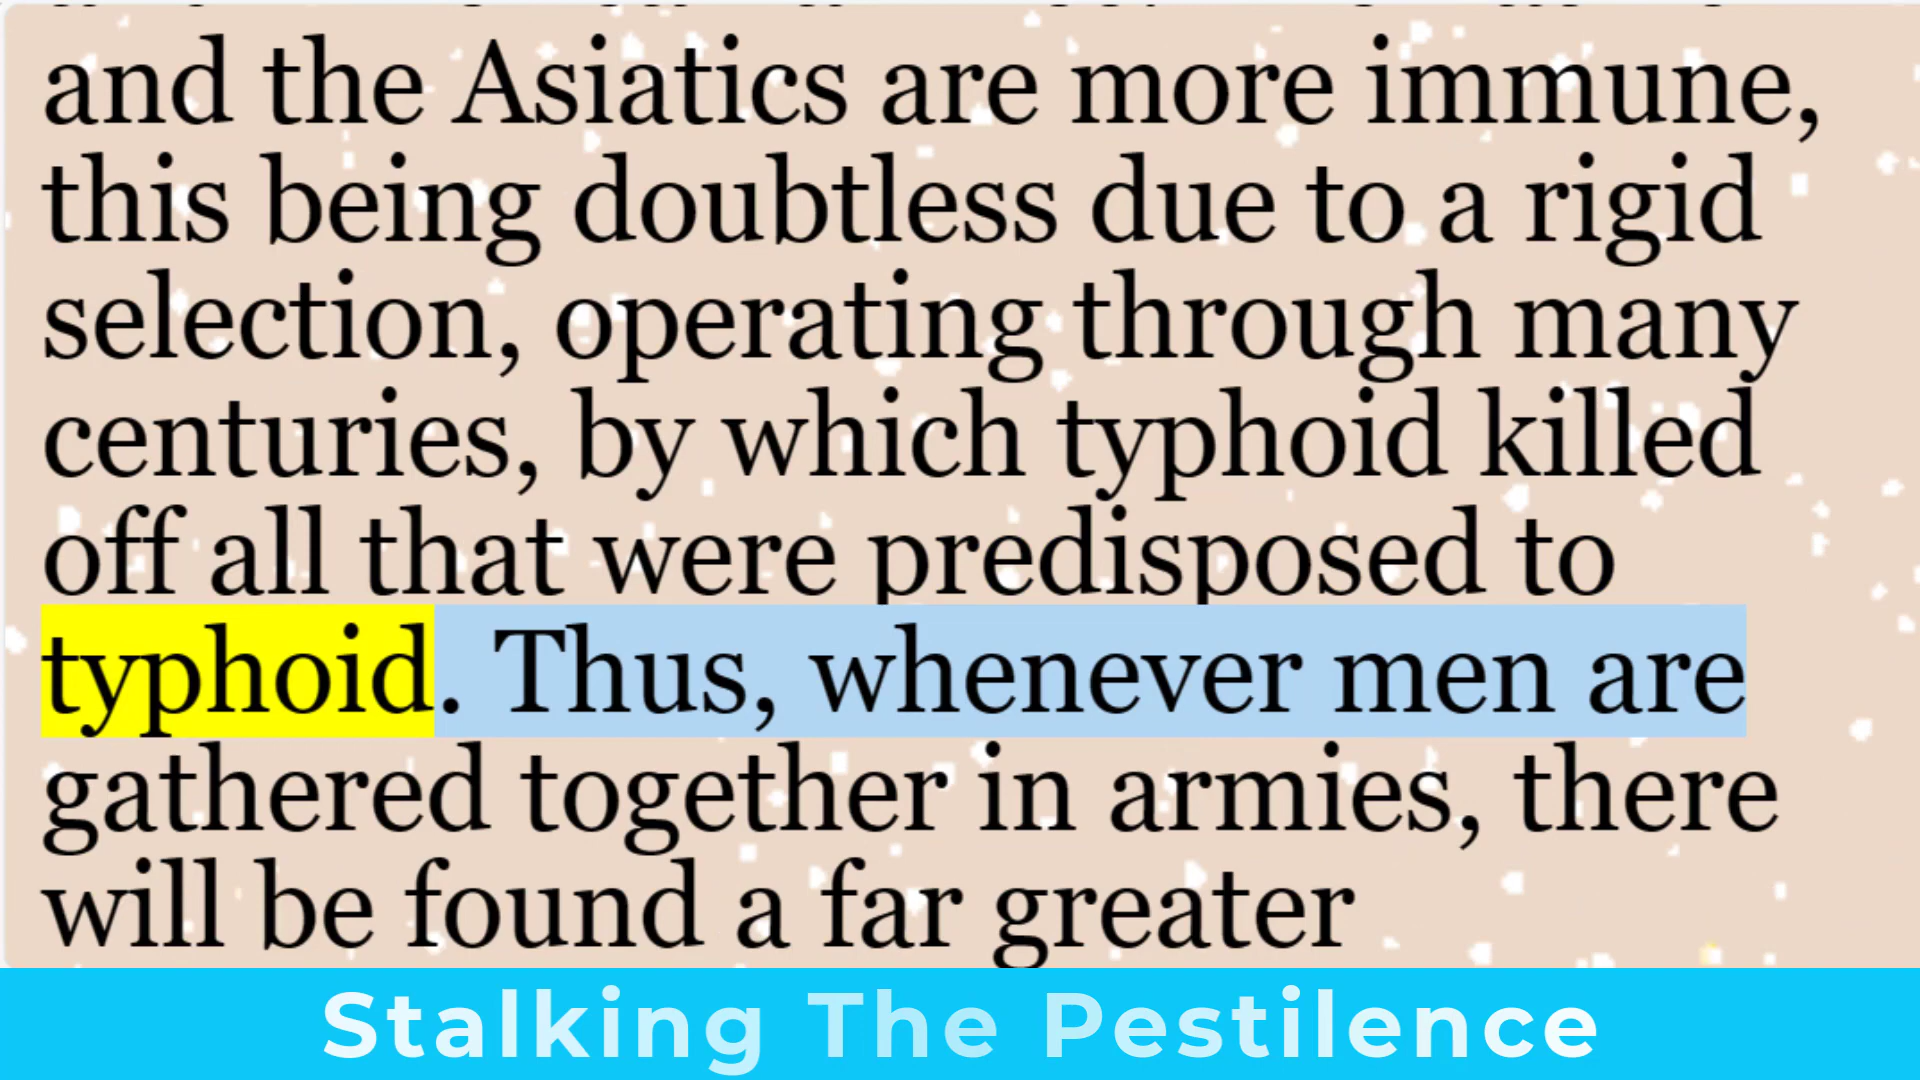 and the Asiatics are more immune,
this being doubtless due to a rigid
selection, operating through many
centuries, by which typhoid killed
off all that were predisposed to
typhoid. Thus, whenever men are
gathered together in armies, there
will be found a far greater
Stalking The Pestilence